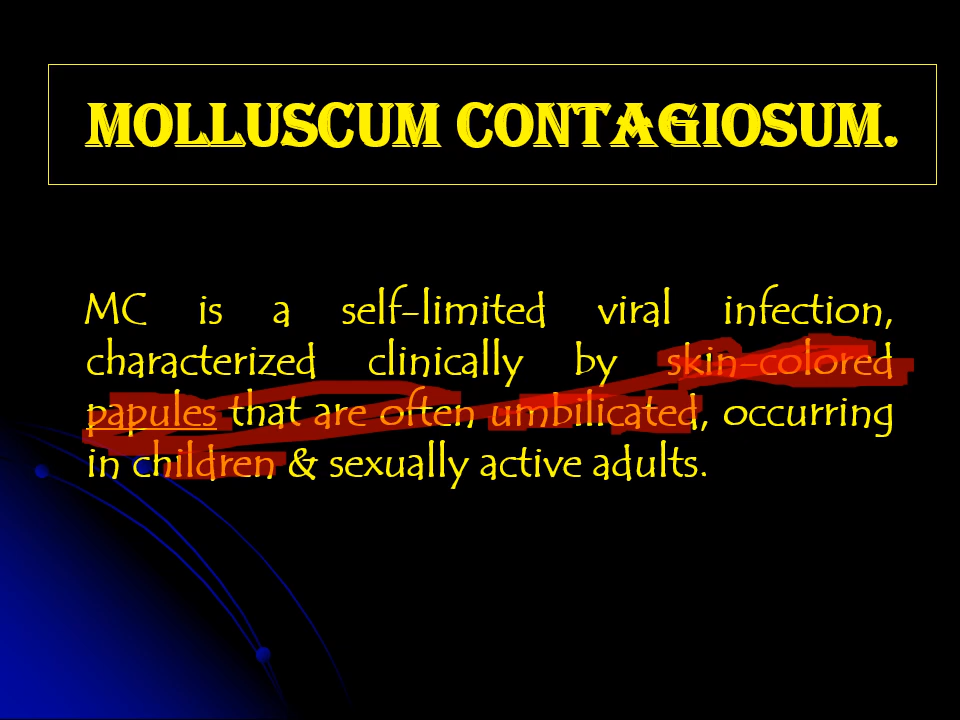 MOLLUSCUM CONTAGIOSUM.
MC is a self-limited viral infection,
characterized clinically by skin-colored
papules that are often umbilicated, occurring
in children & sexually active adults.